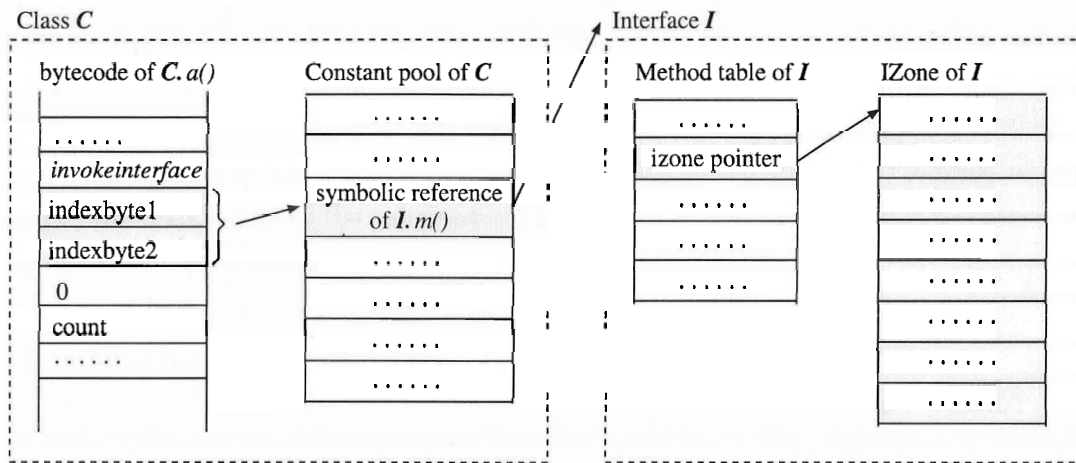 Class C
Interface I
bytecode of C. a()
......
invokeinterface
indexbyte1
indexbyte2
0
count
......
Constant pool of C
......
......
symbolic reference
of I. m()
......
......
......
......
Method table of I
......
izone pointer
......
......
......
IZone of I
......
......
......
......
......
......
......
......